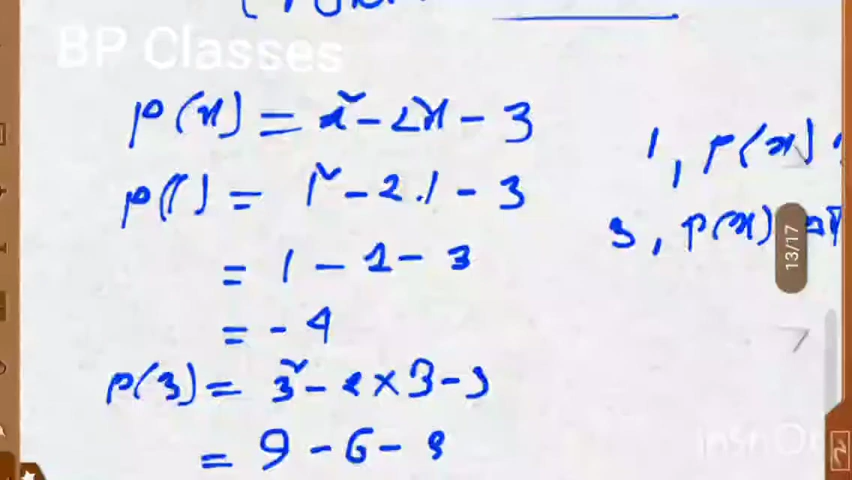 BP Classes
p(x) = x² - 2x - 3
p(1) = 1² - 2.1 - 3
1, p(x)
= 1 - 2 - 3
3, p(x)
13/17
= - 4
p(3) = 3² - 2 × 3 - 3
= 9 - 6 - 3